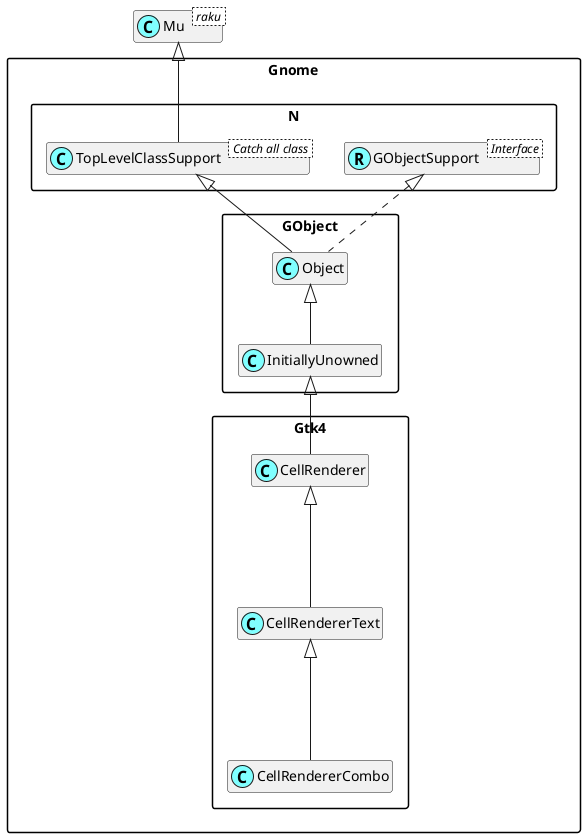 raku
C Mu
Gnome
N
Catch all class
C TopLevelClassSupport
Interface
R GObjectSupport
GObject
C Object
C InitiallyUnowned
Gtk4
C CellRenderer
C CellRendererText
C CellRendererCombo